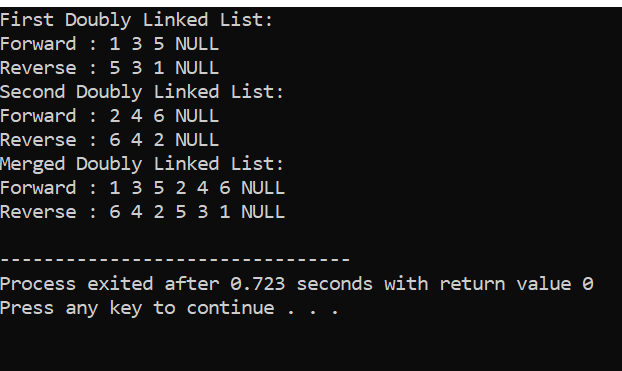 First Doubly Linked List:
Forward : 1 3 5 NULL
Reverse : 5 3 1 NULL
Second Doubly Linked List:
Forward : 2 4 6 NULL
Reverse : 6 4 2 NULL
Merged Doubly Linked List:
Forward : 1 3 5 2 4 6 NULL
Reverse : 6 4 2 5 3 1 NULL
--------------------------------
Process exited after 0.723 seconds with return value 0
Press any key to continue . . .